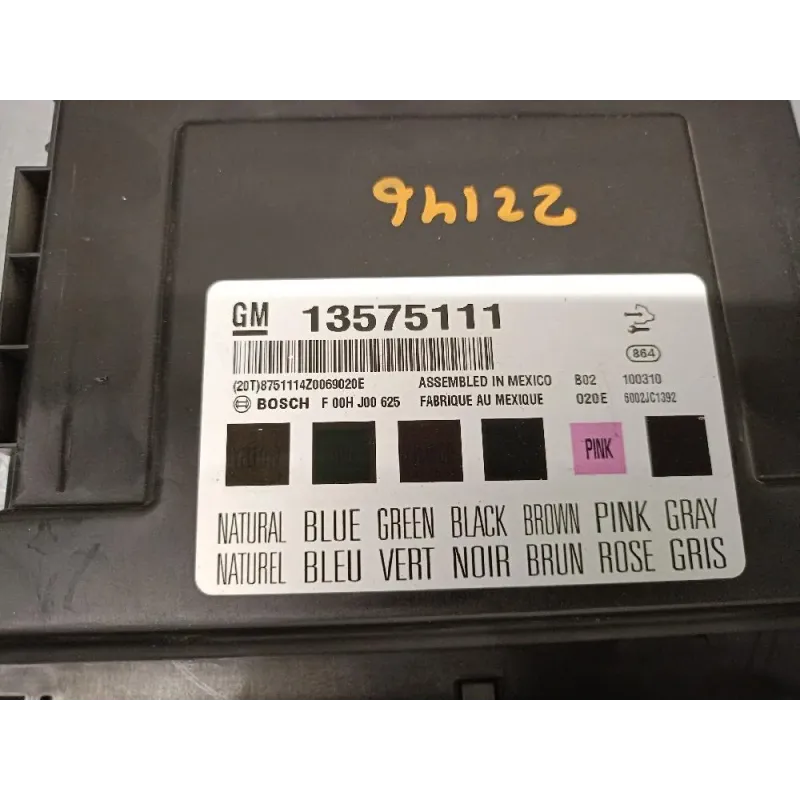 22146
GM 13575111
864
(20T)8751114Z0069020E ASSEMBLED IN MEXICO B02 100310
BOSCH F 00H J00 625 FABRIQUE AU MEXIQUE 020E 6002JC1392
PINK
NATURAL BLUE GREEN BLACK BROWN PINK GRAY
NATUREL BLEU VERT NOIR BRUN ROSE GRIS